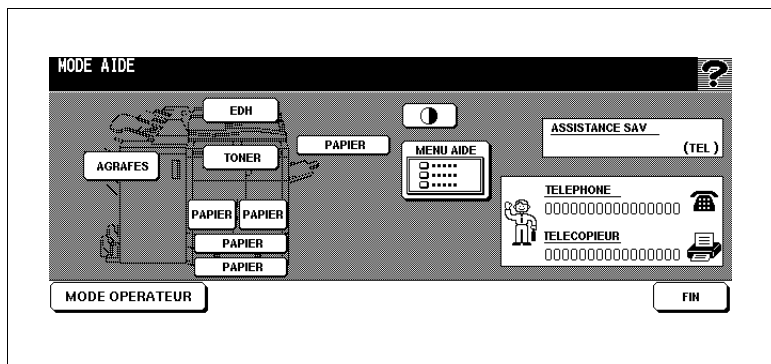 MODE AIDE
?
EDH
AGRAFES
TONER
PAPIER
MENU AIDE
ASSISTANCE SAV
(TEL)
PAPIER PAPIER
PAPIER
PAPIER
TELEPHONE
0000000000000000
TELECOPIEUR
0000000000000000
MODE OPERATEUR
FIN